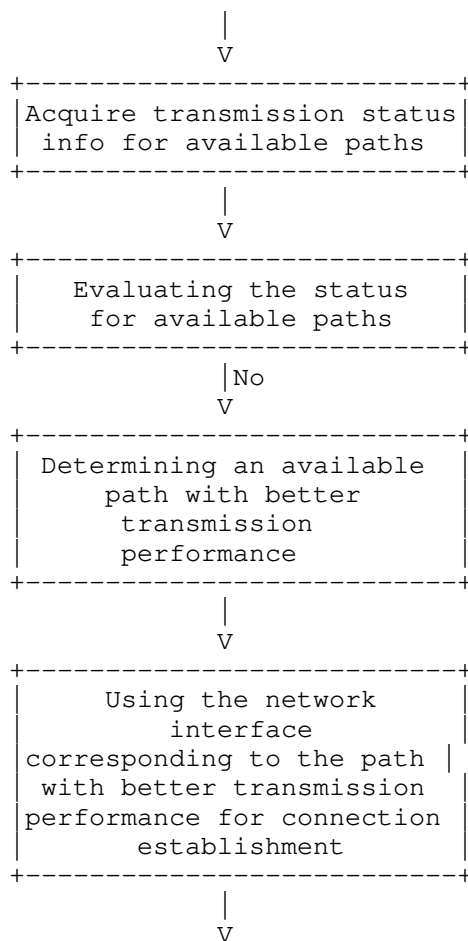 |
V
+---------------------------+
|Acquire transmission status|
| info for available paths |
+---------------------------+
|
V
+---------------------------+
| Evaluating the status |
| for available paths |
+---------------------------+
|No
V
+---------------------------+
| Determining an available |
| path with better |
| transmission |
| performance |
+---------------------------+
|
V
+---------------------------+
| Using the network |
| interface |
|corresponding to the path |
| with better transmission |
|performance for connection |
| establishment |
+---------------------------+
|
V